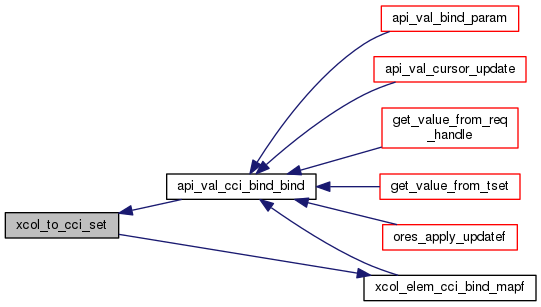 api_val_bind_param
api_val_cursor_update
get_value_from_req
_handle
api_val_cci_bind_bind
get_value_from_tset
xcol_to_cci_set
ores_apply_updatef
xcol_elem_cci_bind_mapf